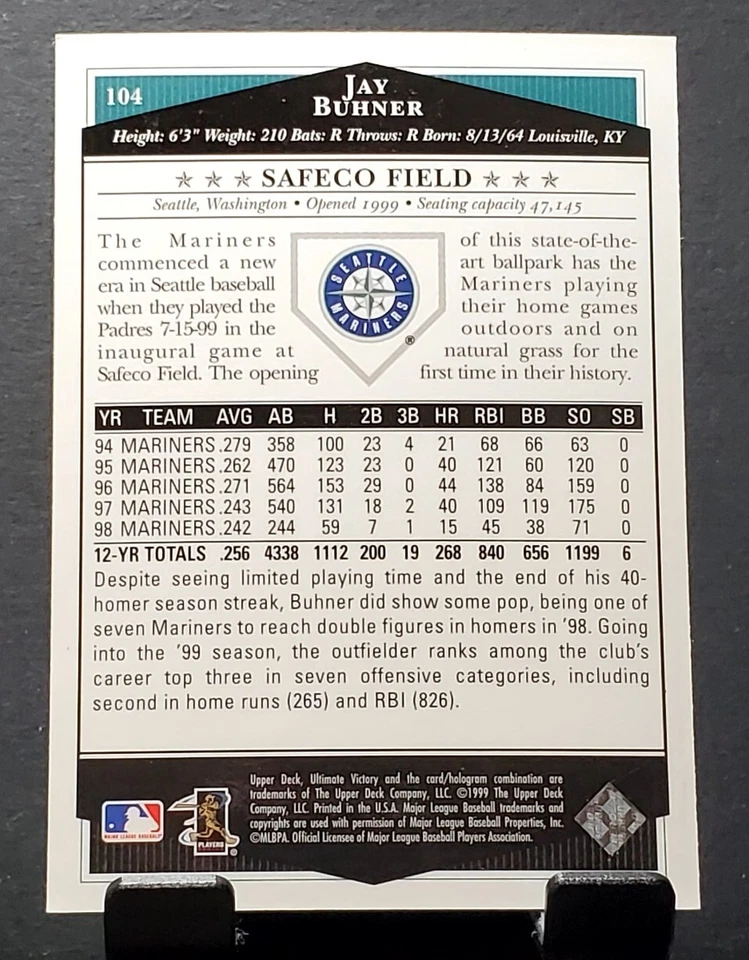 104
JAY
BUHNER
Height: 6'3" Weight: 210 Bats: R Throws: R Born: 8/13/64 Louisville, KY
SAFECO FIELD
Seattle, Washington • Opened 1999 • Seating capacity 47,145
The Mariners
commenced a new
era in Seattle baseball
when they played the
Padres 7-15-99 in the
inaugural game at
Safeco Field. The opening
SEATTLE
MARINERS
®
of this state-of-the-
art ballpark has the
Mariners playing
their home games
outdoors and on
natural grass for the
first time in their history.
YR TEAM AVG AB H 2B 3B HR RBI BB SO SB
94 MARINERS .279 358 100 23 4 21 68 66 63 0
95 MARINERS .262 470 123 23 0 40 121 60 120 0
96 MARINERS .271 564 153 29 0 44 138 84 159 0
97 MARINERS .243 540 131 18 2 40 109 119 175 0
98 MARINERS .242 244 59 7 1 15 45 38 71 0
12-YR TOTALS .256 4338 1112 200 19 268 840 656 1199 6
Despite seeing limited playing time and the end of his 40-
homer season streak, Buhner did show some pop, being one of
seven Mariners to reach double figures in homers in '98. Going
into the '99 season, the outfielder ranks among the club's
career top three in seven offensive categories, including
second in home runs (265) and RBI (826).
Upper Deck, Ultimate Victory and the card/hologram combination are
trademarks of The Upper Deck Company, LLC. ©1999 The Upper Deck
Company, LLC. Printed in the U.S.A. Major League Baseball trademarks and
copyrights are used with permission of Major League Baseball Properties, Inc.
©MLBPA. Official Licensee of Major League Baseball Players Association.
MAJOR LEAGUE BASEBALL
PLAYERS